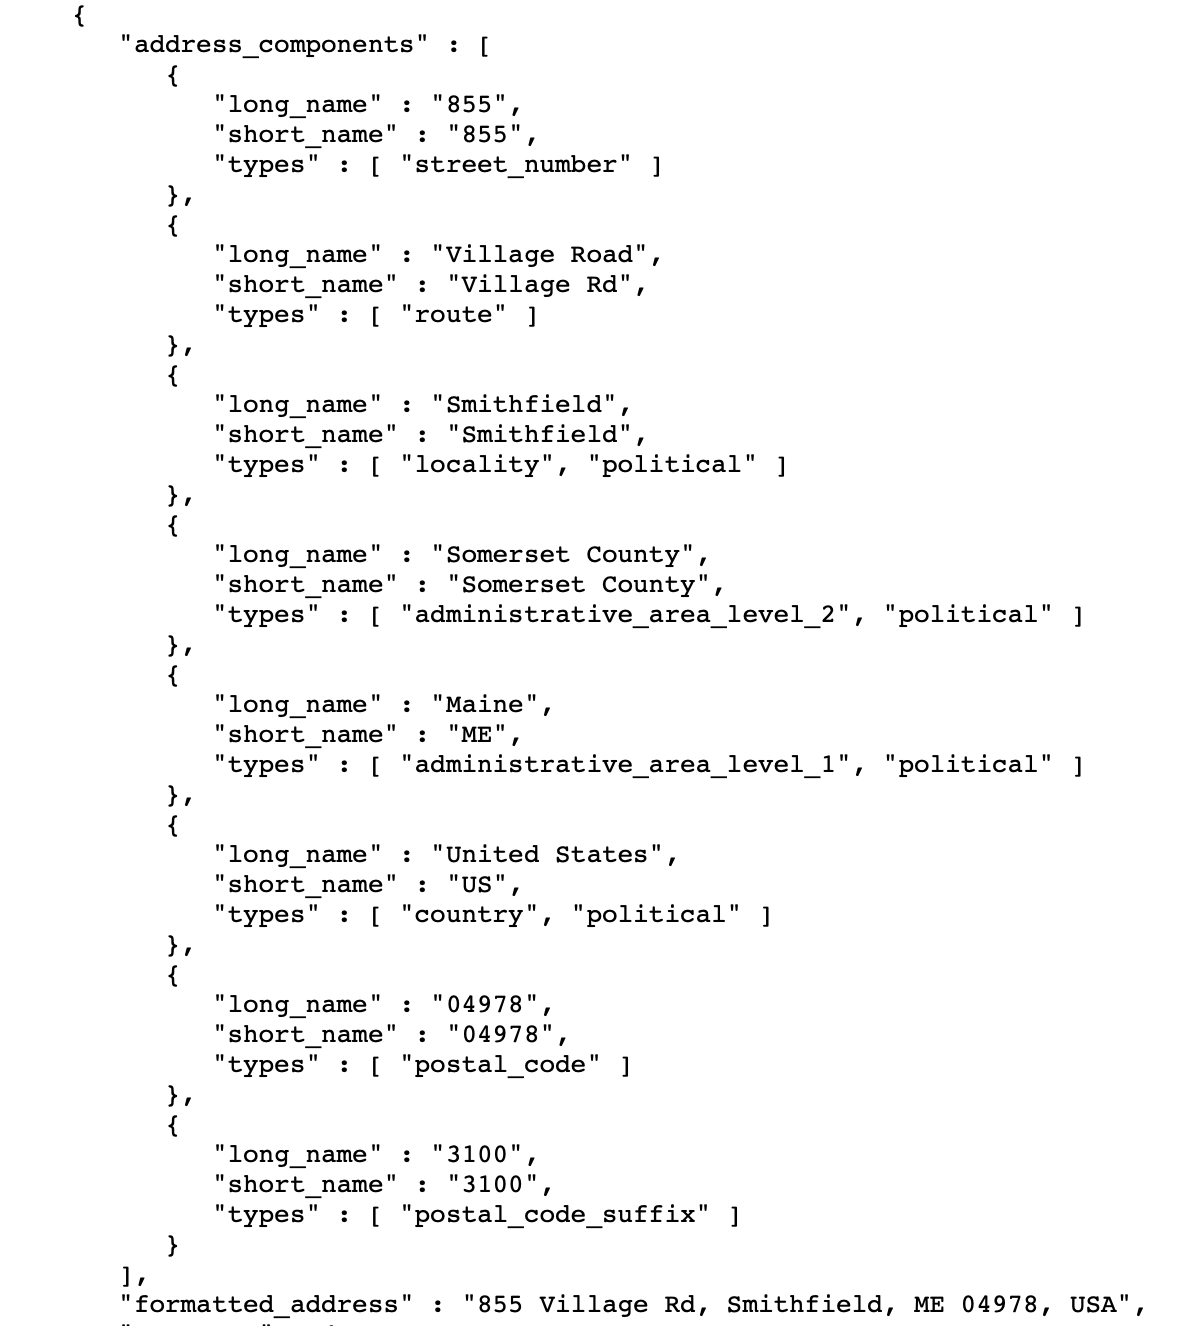 {
"address_components" : [
{
"long_name" : "855",
"short_name" : "855",
"types" : [ "street_number" ]
},
{
"long_name" : "Village Road",
"short_name" : "Village Rd",
"types" : [ "route" ]
},
{
"long_name" : "Smithfield",
"short_name" : "Smithfield",
"types" : [ "locality", "political" ]
},
{
"long_name" : "Somerset County",
"short_name" : "Somerset County",
"types" : [ "administrative_area_level_2", "political" ]
},
{
"long_name" : "Maine",
"short_name" : "ME",
"types" : [ "administrative_area_level_1", "political" ]
},
{
"long_name" : "United States",
"short_name" : "US",
"types" : [ "country", "political" ]
},
{
"long_name" : "04978",
"short_name" : "04978",
"types" : [ "postal_code" ]
},
{
"long_name" : "3100",
"short_name" : "3100",
"types" : [ "postal_code_suffix" ]
}
],
"formatted_address" : "855 Village Rd, Smithfield, ME 04978, USA",